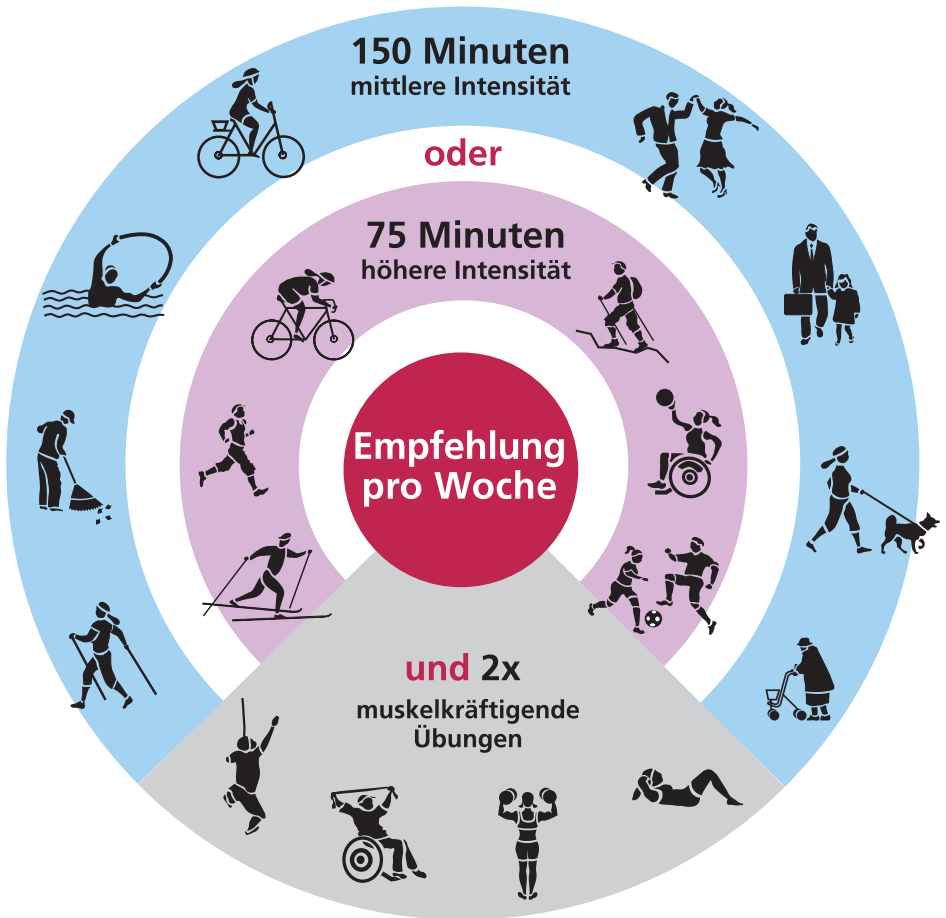 150 Minuten
mittlere Intensität
oder
75 Minuten
höhere Intensität
Empfehlung
pro Woche
und 2x
muskelkräftigende
Übungen